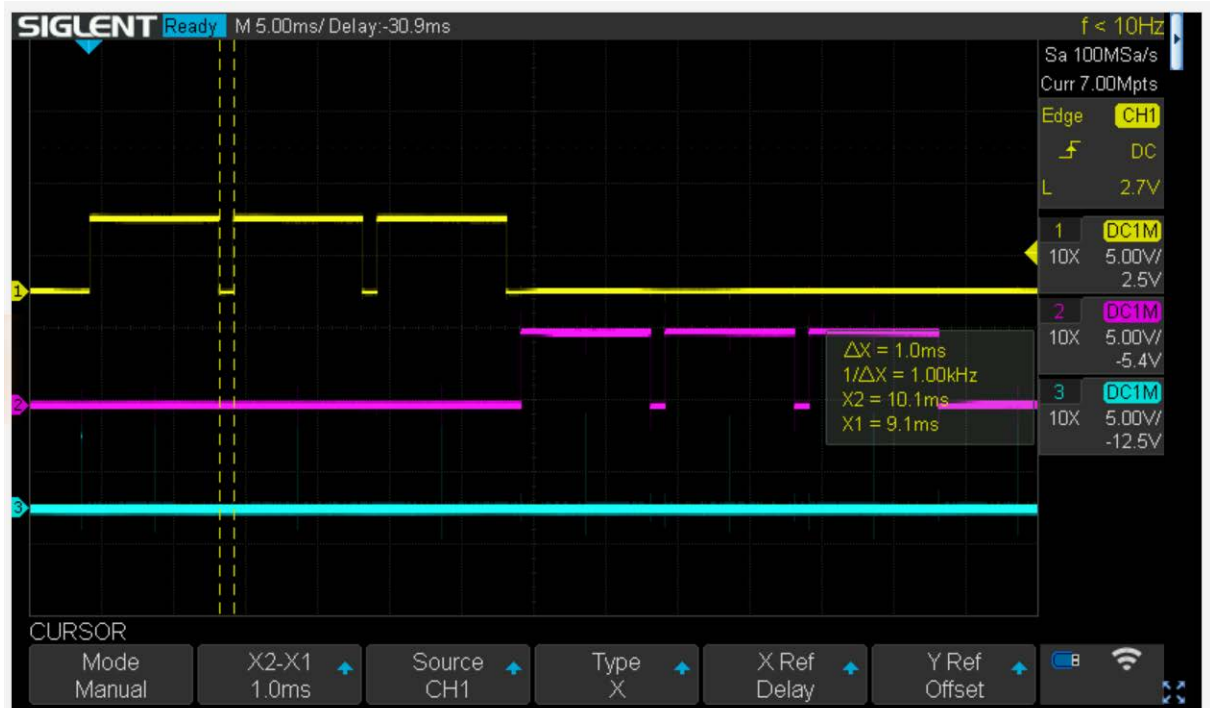 SIGLENT Ready M 5.00ms/ Delay:-30.9ms f < 10Hz
Sa 100MSa/s
Curr 7.00Mpts
Edge CH1
DC
L 2.7V
1 DC1M
10X 5.00V/
2.5V
2 DC1M
10X 5.00V/
-5.4V
3 DC1M
10X 5.00V/
-12.5V
1
2
3
ΔX = 1.0ms
1/ΔX = 1.00kHz
X2 = 10.1ms
X1 = 9.1ms
CURSOR
Mode
Manual
X2-X1
1.0ms
Source
CH1
Type
X
X Ref
Delay
Y Ref
Offset